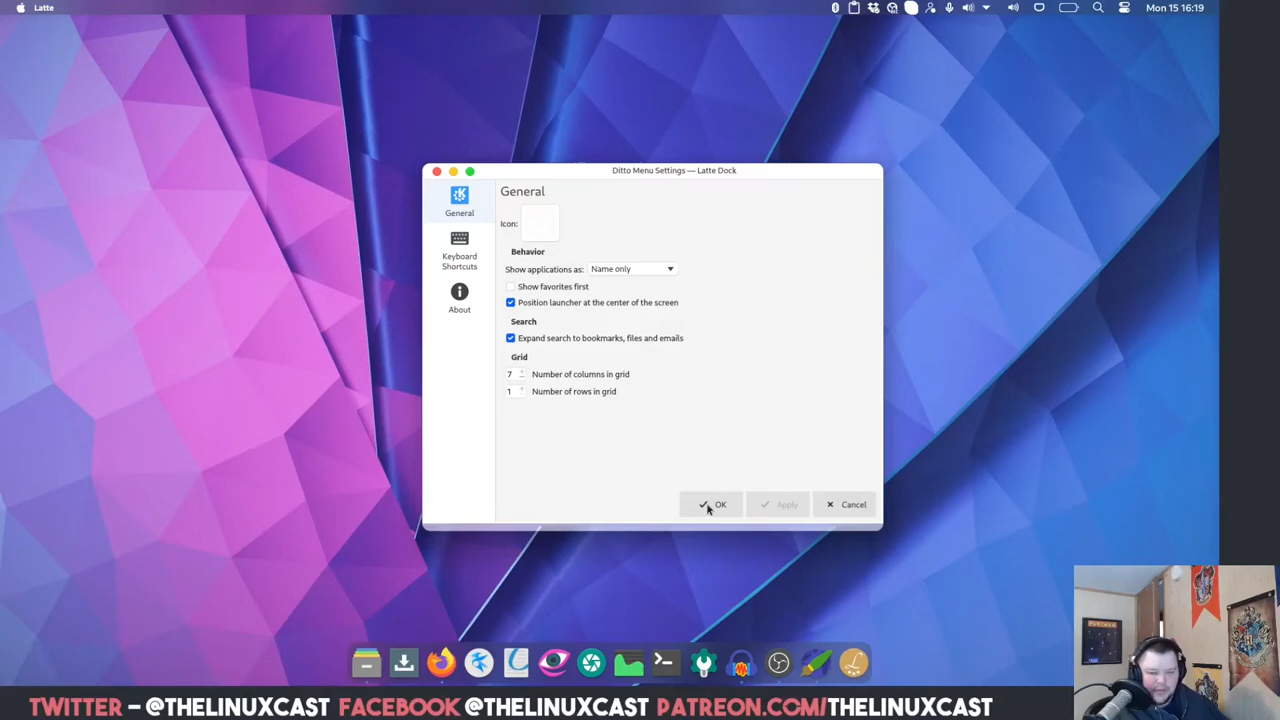 Latte
Mon 15 16:19
Ditto Menu Settings — Latte Dock
General
General
Icon:
Keyboard
Shortcuts
About
Behavior
Show applications as: Name only
Show favorites first
Position launcher at the center of the screen
Search
Expand search to bookmarks, files and emails
Grid
7 Number of columns in grid
1 Number of rows in grid
OK
Apply
Cancel
TWITTER – @THELINUXCAST FACEBOOK @THELINUXCAST PATREON.COM/THELINUXCAST